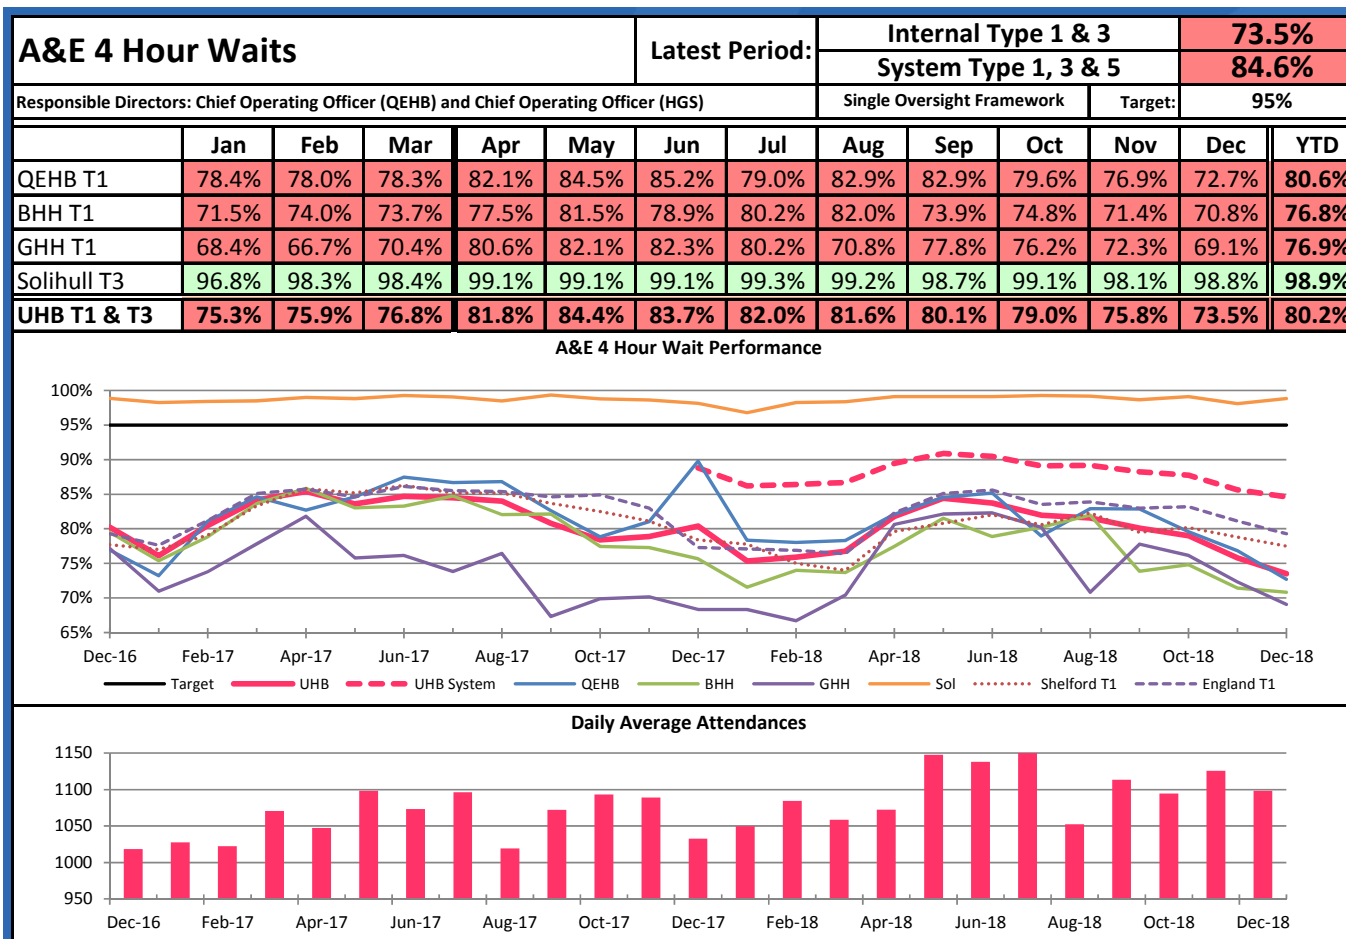 A&E 4 Hour Waits
Latest Period:
Internal Type 1 & 3 73.5%
System Type 1, 3 & 5 84.6%
Responsible Directors: Chief Operating Officer (QEHB) and Chief Operating Officer (HGS)
Single Oversight Framework Target: 95%
Jan Feb Mar Apr May Jun Jul Aug Sep Oct Nov Dec YTD
QEHB T1 78.4% 78.0% 78.3% 82.1% 84.5% 85.2% 79.0% 82.9% 82.9% 79.6% 76.9% 72.7% 80.6%
BHH T1 71.5% 74.0% 73.7% 77.5% 81.5% 78.9% 80.2% 82.0% 73.9% 74.8% 71.4% 70.8% 76.8%
GHH T1 68.4% 66.7% 70.4% 80.6% 82.1% 82.3% 80.2% 70.8% 77.8% 76.2% 72.3% 69.1% 76.9%
Solihull T3 96.8% 98.3% 98.4% 99.1% 99.1% 99.1% 99.3% 99.2% 98.7% 99.1% 98.1% 98.8% 98.9%
UHB T1 & T3 75.3% 75.9% 76.8% 81.8% 84.4% 83.7% 82.0% 81.6% 80.1% 79.0% 75.8% 73.5% 80.2%
A&E 4 Hour Wait Performance
100%
95%
90%
85%
80%
75%
70%
65%
Dec-16 Feb-17 Apr-17 Jun-17 Aug-17 Oct-17 Dec-17 Feb-18 Apr-18 Jun-18 Aug-18 Oct-18 Dec-18
Target UHB UHB System QEHB BHH GHH Sol Shelford T1 England T1
Daily Average Attendances
1150
1100
1050
1000
950
Dec-16 Feb-17 Apr-17 Jun-17 Aug-17 Oct-17 Dec-17 Feb-18 Apr-18 Jun-18 Aug-18 Oct-18 Dec-18